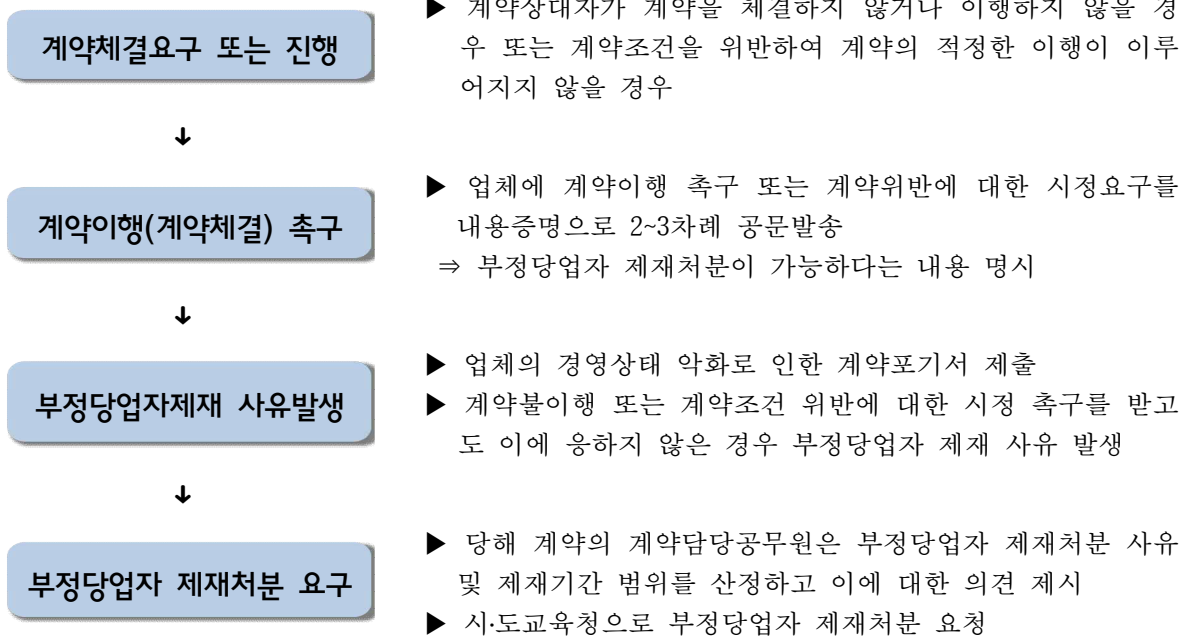 ▶ 계약상대자가 계약을 체결하지 않거나 이행하지 않을 경
계약체결요구 또는 진행
우 또는 계약조건을 위반하여 계약의 적정한 이행이 이루
어지지 않을 경우
↓
▶ 업체에 계약이행 촉구 또는 계약위반에 대한 시정요구를
계약이행(계약체결) 촉구
내용증명으로 2~3차례 공문발송
⇒ 부정당업자 제재처분이 가능하다는 내용 명시
↓
▶ 업체의 경영상태 악화로 인한 계약포기서 제출
부정당업자제재 사유발생
▶ 계약불이행 또는 계약조건 위반에 대한 시정 촉구를 받고
도 이에 응하지 않은 경우 부정당업자 제재 사유 발생
↓
▶ 당해 계약의 계약담당공무원은 부정당업자 제재처분 사유
부정당업자 제재처분 요구
및 제재기간 범위를 산정하고 이에 대한 의견 제시
▶ 시·도교육청으로 부정당업자 제재처분 요청